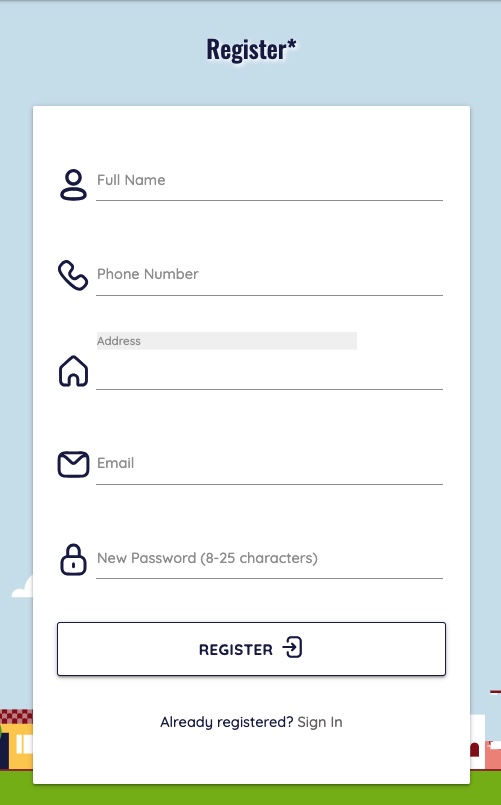 Register*
Full Name
Phone Number
Address
Email
New Password (8-25 characters)
REGISTER
Already registered? Sign In